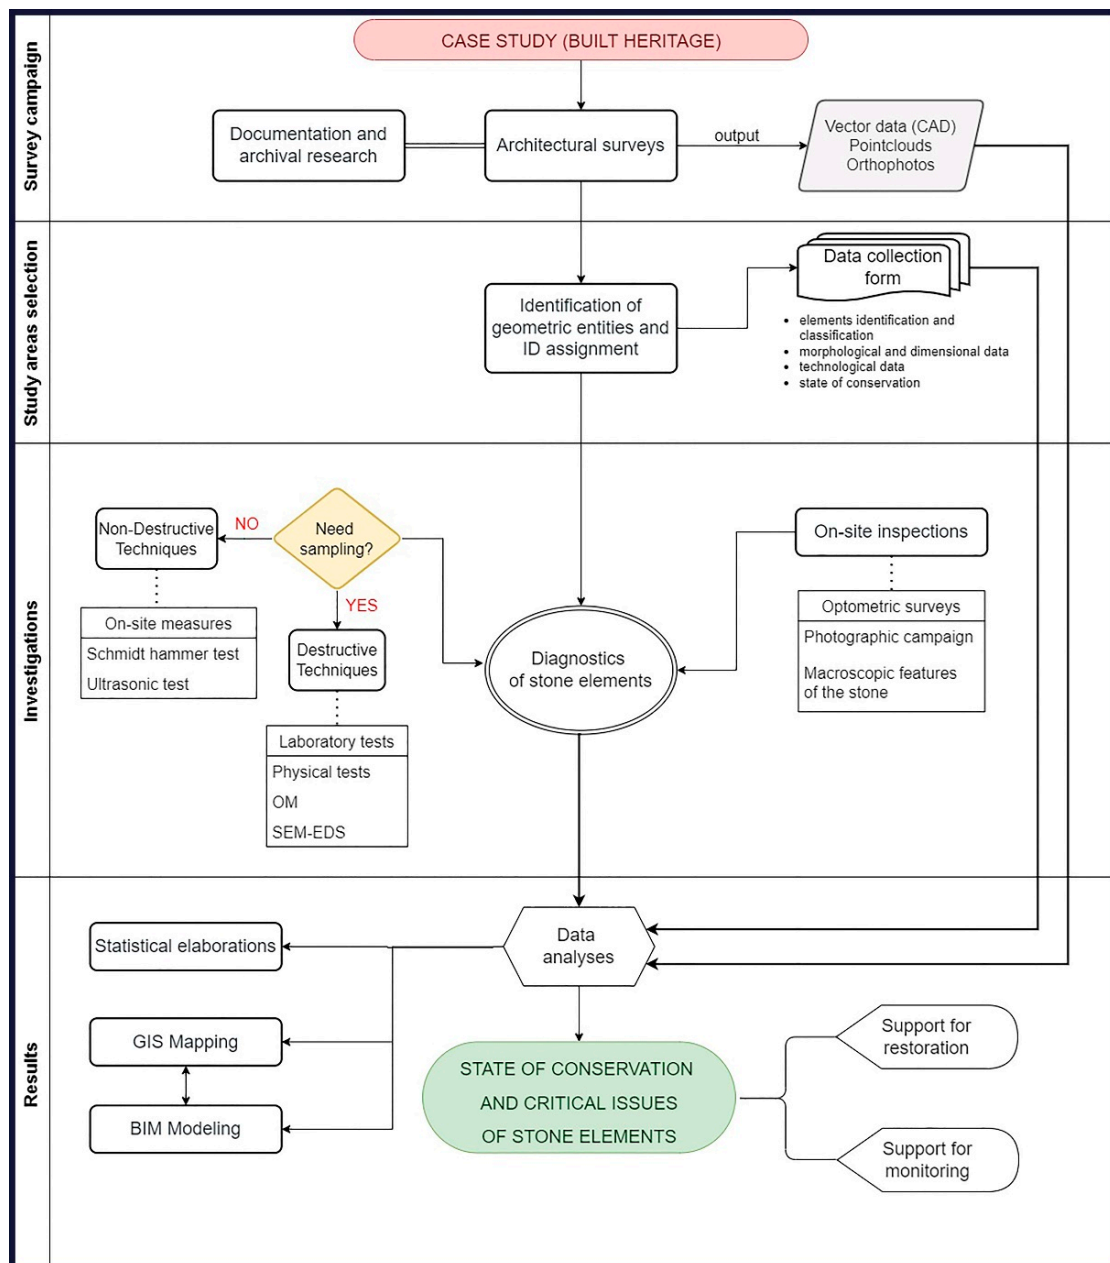 Survey campaign
CASE STUDY (BUILT HERITAGE)
Documentation and
archival research
Architectural surveys
output
Vector data (CAD)
Pointclouds
Orthophotos
Study areas selection
Identification of
geometric entities and
ID assignment
Data collection
form
• elements identification and
classification
• morphological and dimensional data
• technological data
• state of conservation
Investigations
Non-Destructive
Techniques
NO
Need
sampling?
YES
On-site measures
Schmidt hammer test
Ultrasonic test
Destructive
Techniques
Laboratory tests
Physical tests
OM
SEM-EDS
Diagnostics
of stone elements
On-site inspections
Optometric surveys
Photographic campaign
Macroscopic features
of the stone
Results
Data
analyses
Statistical elaborations
GIS Mapping
BIM Modeling
STATE OF CONSERVATION
AND CRITICAL ISSUES
OF STONE ELEMENTS
Support for
restoration
Support for
monitoring